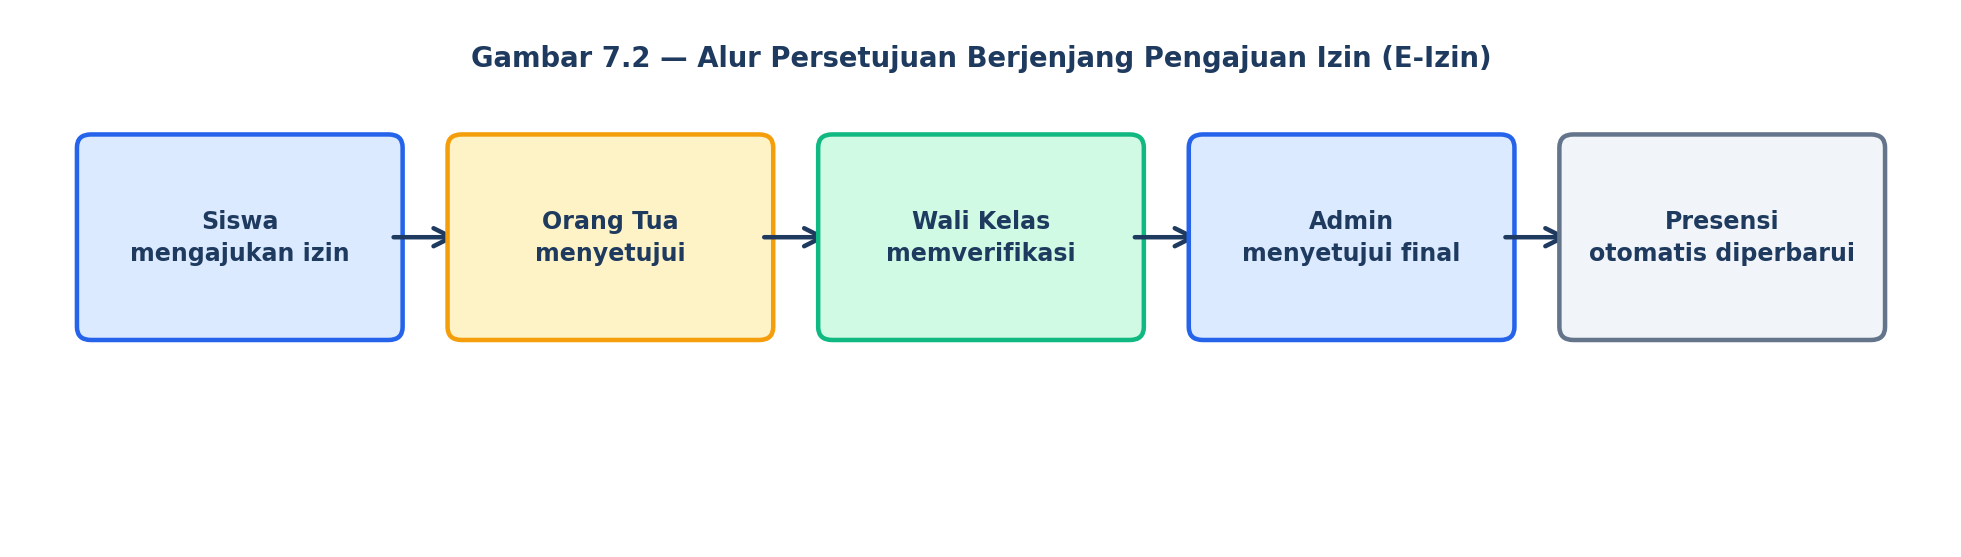 Gambar 7.2 — Alur Persetujuan Berjenjang Pengajuan Izin (E-Izin)
Siswa
mengajukan izin
Orang Tua
menyetujui
Wali Kelas
memverifikasi
Admin
menyetujui final
Presensi
otomatis diperbarui